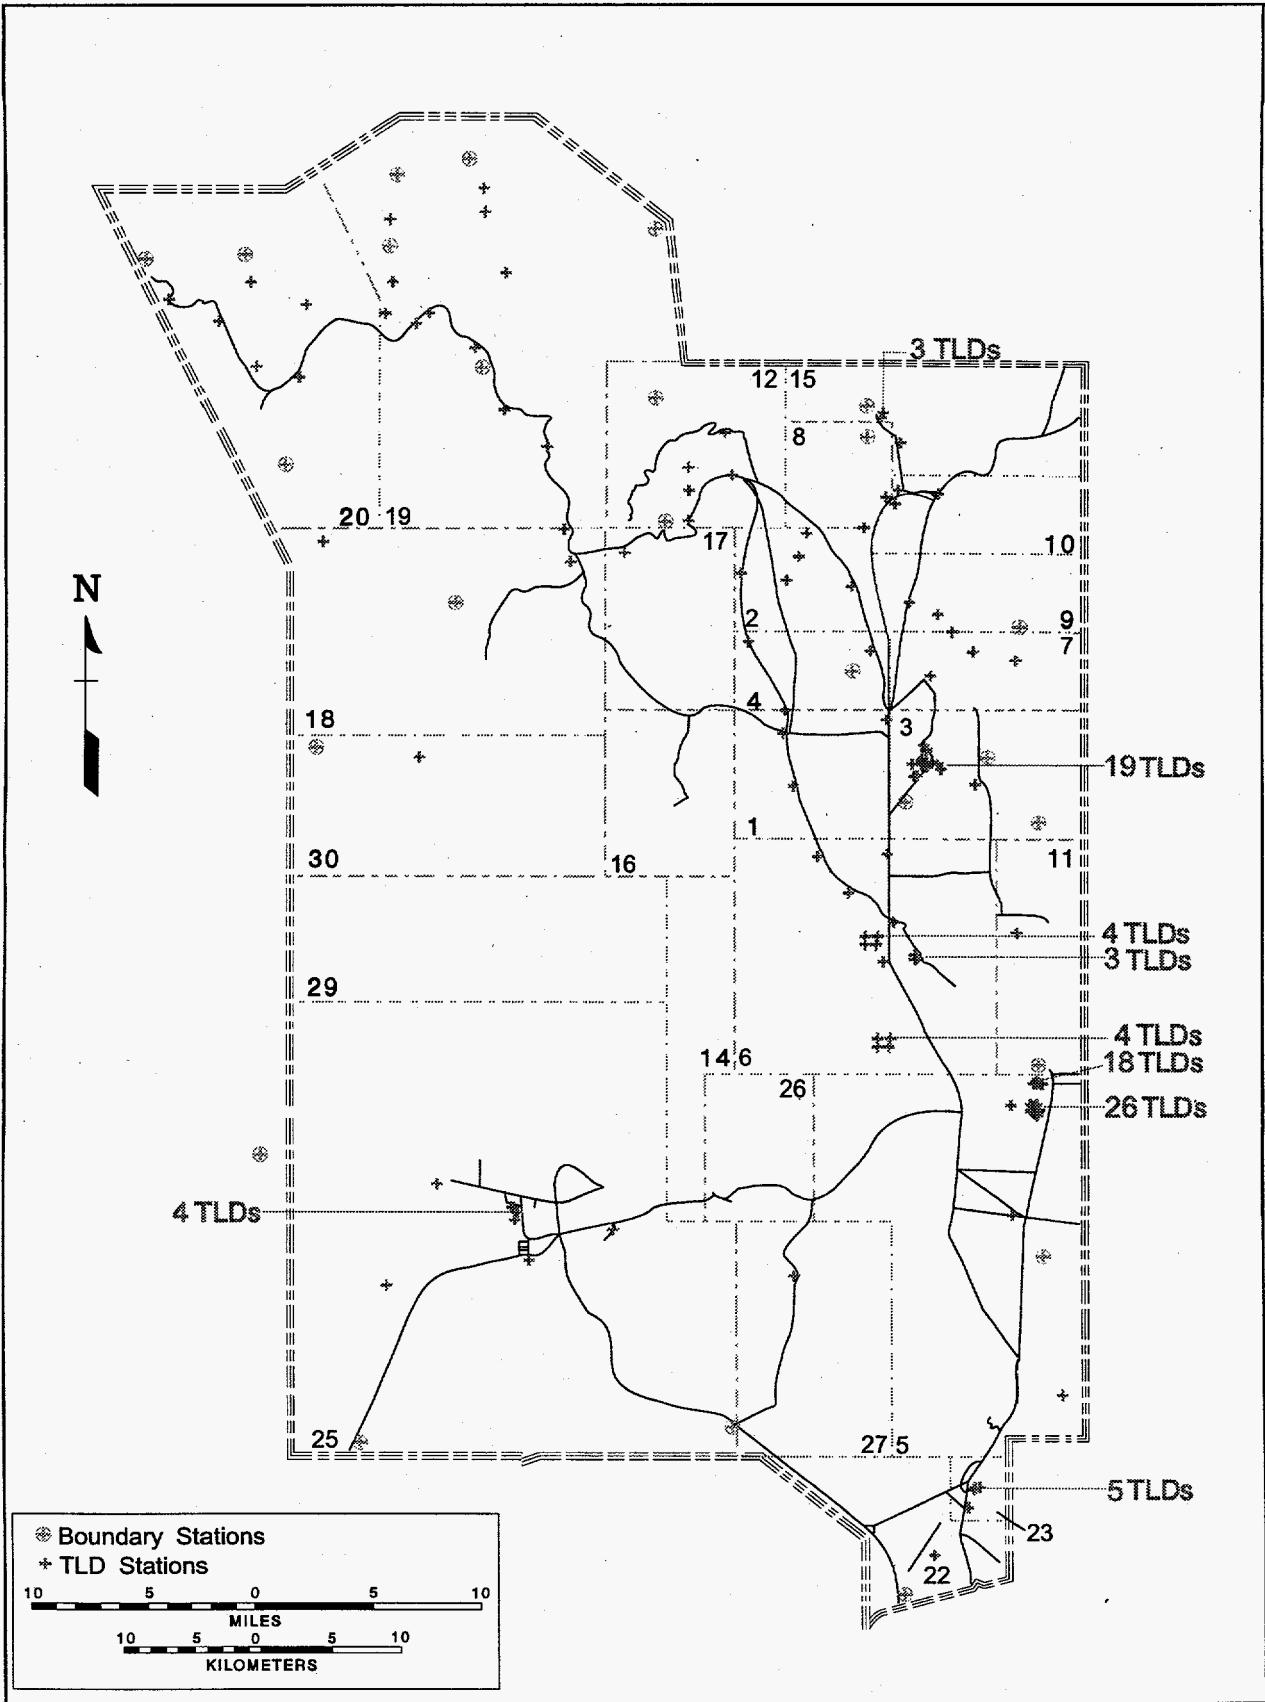 3 TLDs
12 15
8
20 19
17
10
N
2
9
7
4
18
3
19 TLDs
1
30
16
11
4 TLDs
3 TLDs
29
4 TLDs
14 6
18 TLDs
26
26 TLDs
4 TLDs
25
27 5
5 TLDs
23
22
Boundary Stations
TLD Stations
10 5 0 5 10
MILES
10 5 0 5 10
KILOMETERS